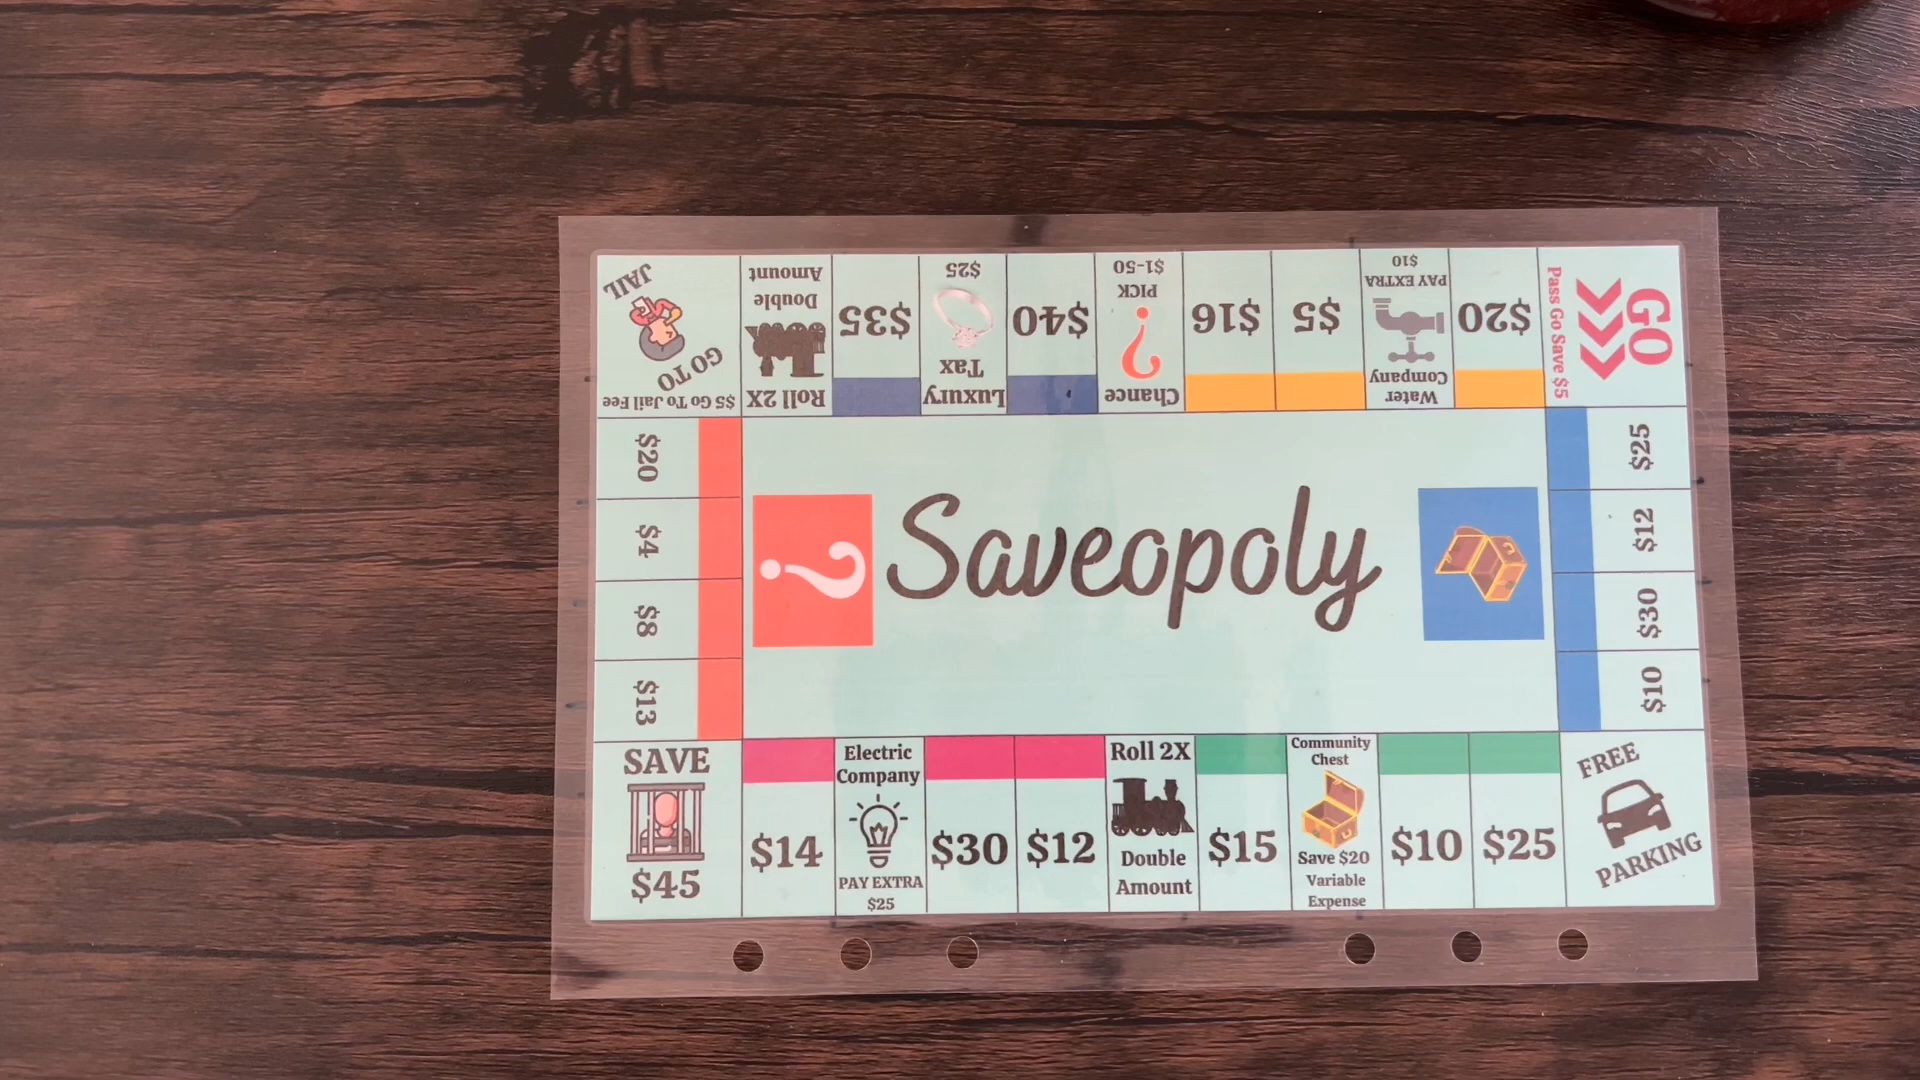 GO TO
JAIL
$5 Go To Jail Fee
Roll 2X
Double
Amount
$35
Luxury
Tax
$25
$40
Chance
PICK
$1-50
$16
$5
Water
Company
PAY EXTRA
$10
$20
GO
Pass Go Save $5
$20
$4
$8
$13
Saveopoly
$25
$12
$30
$10
SAVE
$45
$14
Electric
Company
PAY EXTRA
$25
$30
$12
Roll 2X
Double
Amount
$15
Community
Chest
Save $20
Variable
Expense
$10
$25
FREE
PARKING